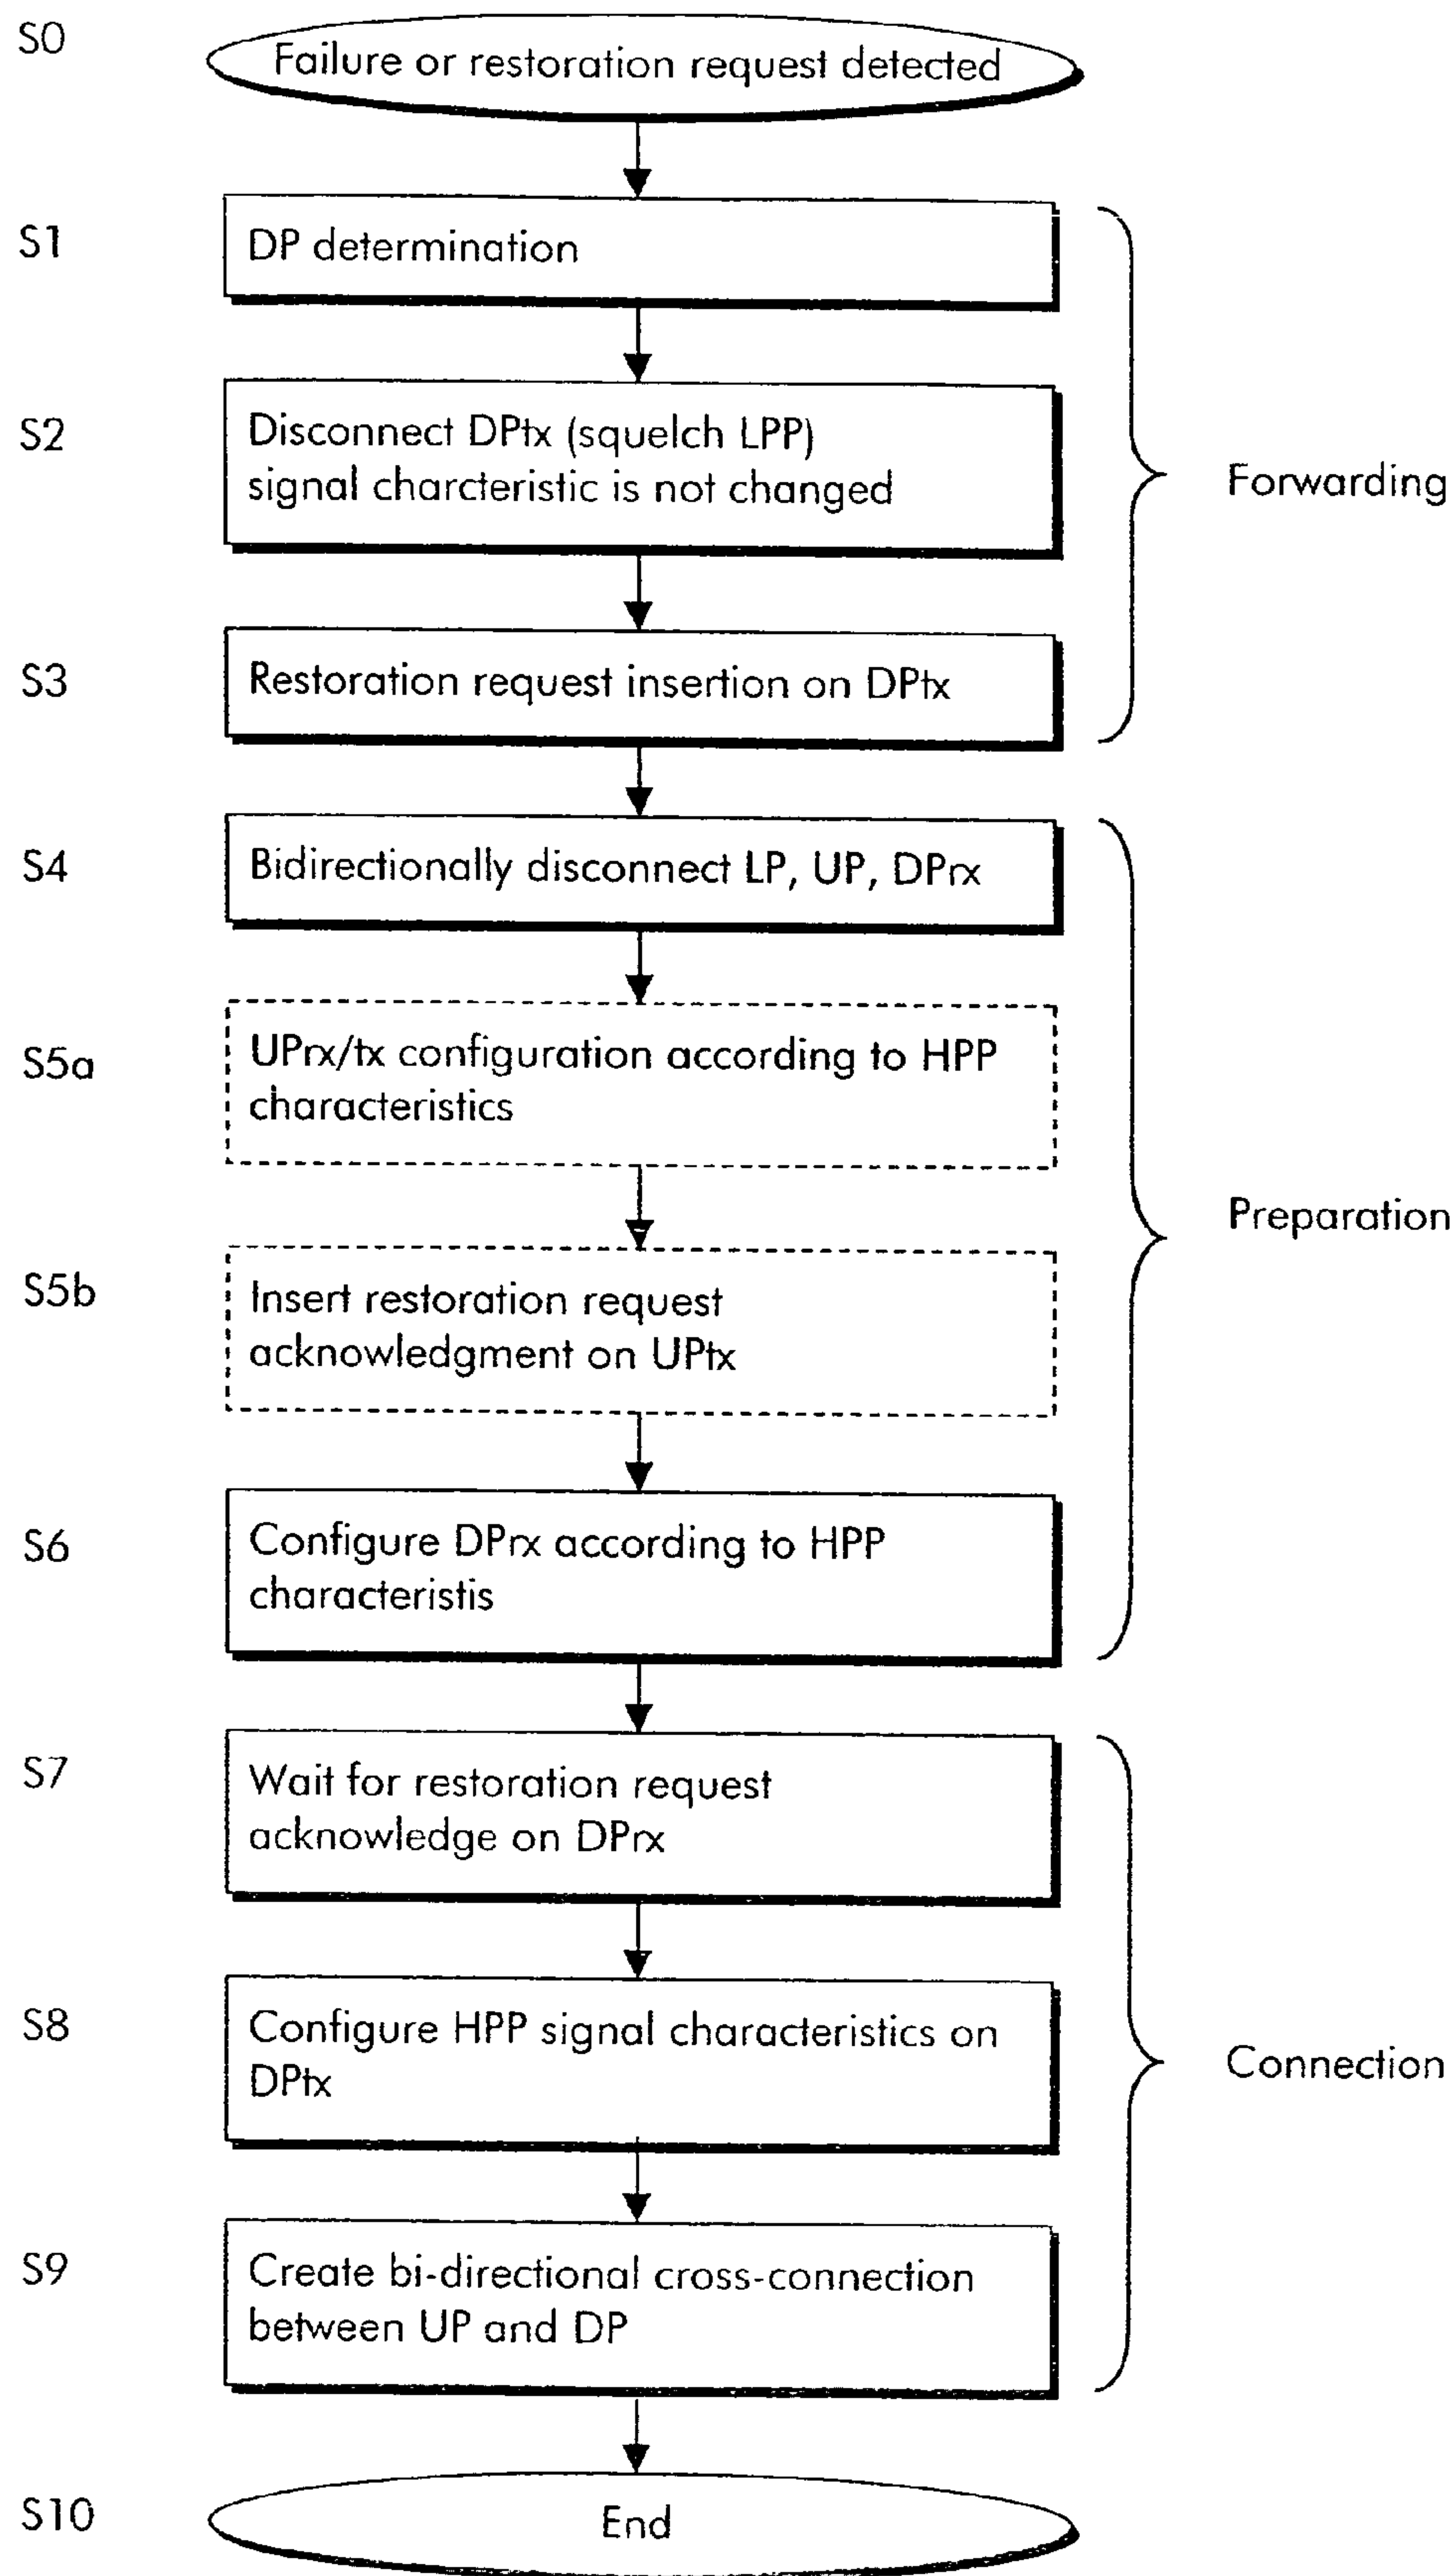 S0
Failure or restoration request detected
S1
DP determination
S2
Disconnect DPtx (squelch LPP)
signal charcteristic is not changed
Forwarding
S3
Restoration request insertion on DPtx
S4
Bidirectionally disconnect LP, UP, DPrx
S5a
UPrx/tx configuration according to HPP
characteristics
Preparation
S5b
Insert restoration request
acknowledgment on UPtx
S6
Configure DPrx according to HPP
characteristis
S7
Wait for restoration request
acknowledge on DPrx
S8
Configure HPP signal characteristics on
DPtx
Connection
S9
Create bi-directional cross-connection
between UP and DP
S10
End